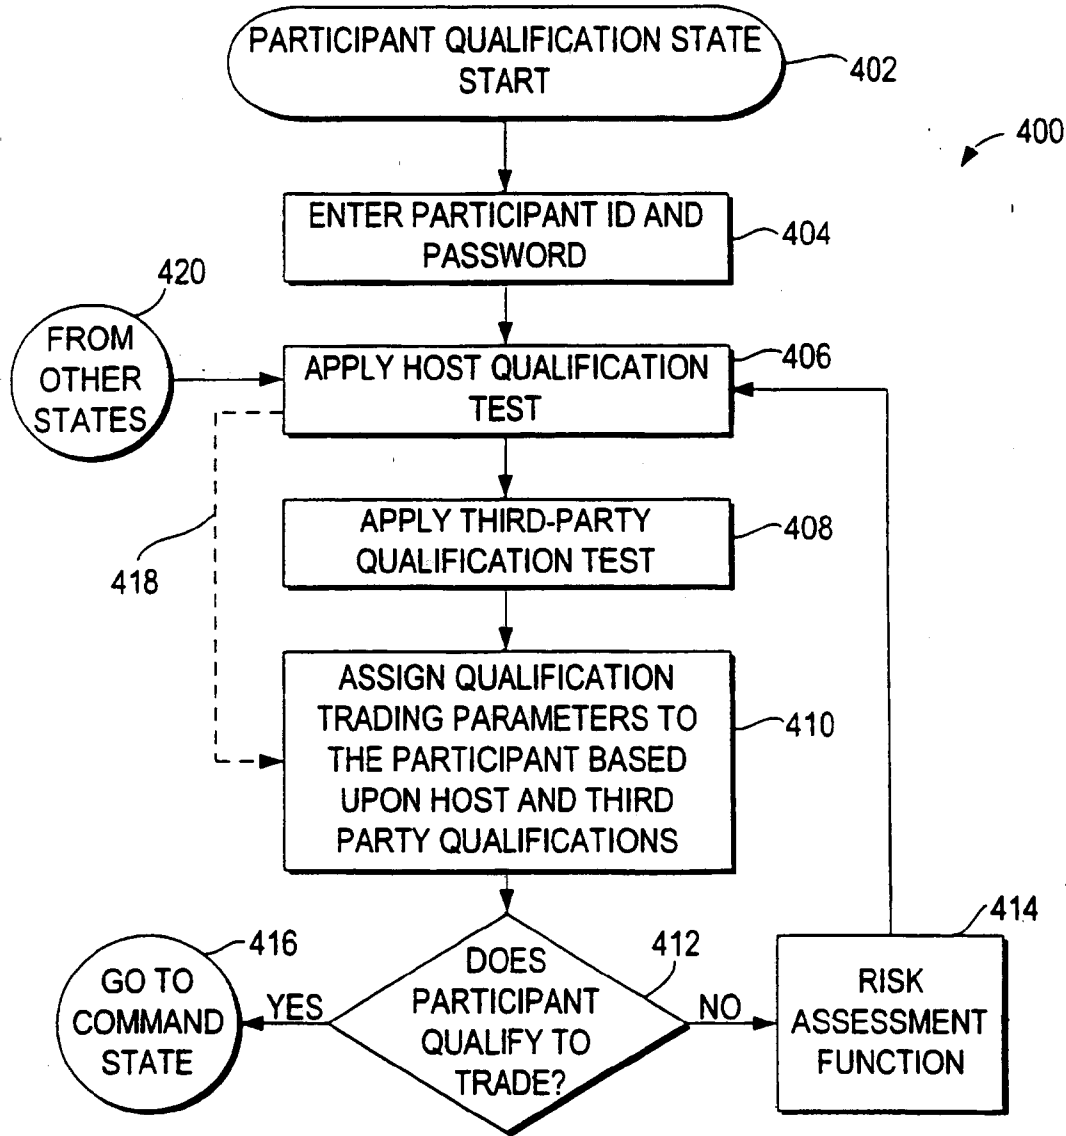 PARTICIPANT QUALIFICATION STATE
START
402
400
ENTER PARTICIPANT ID AND
PASSWORD
404
420
FROM
OTHER
STATES
APPLY HOST QUALIFICATION
TEST
406
APPLY THIRD-PARTY
QUALIFICATION TEST
408
418
ASSIGN QUALIFICATION
TRADING PARAMETERS TO
THE PARTICIPANT BASED
UPON HOST AND THIRD
PARTY QUALIFICATIONS
410
416
GO TO
COMMAND
STATE
YES
DOES
PARTICIPANT
QUALIFY TO
TRADE?
412
NO
414
RISK
ASSESSMENT
FUNCTION